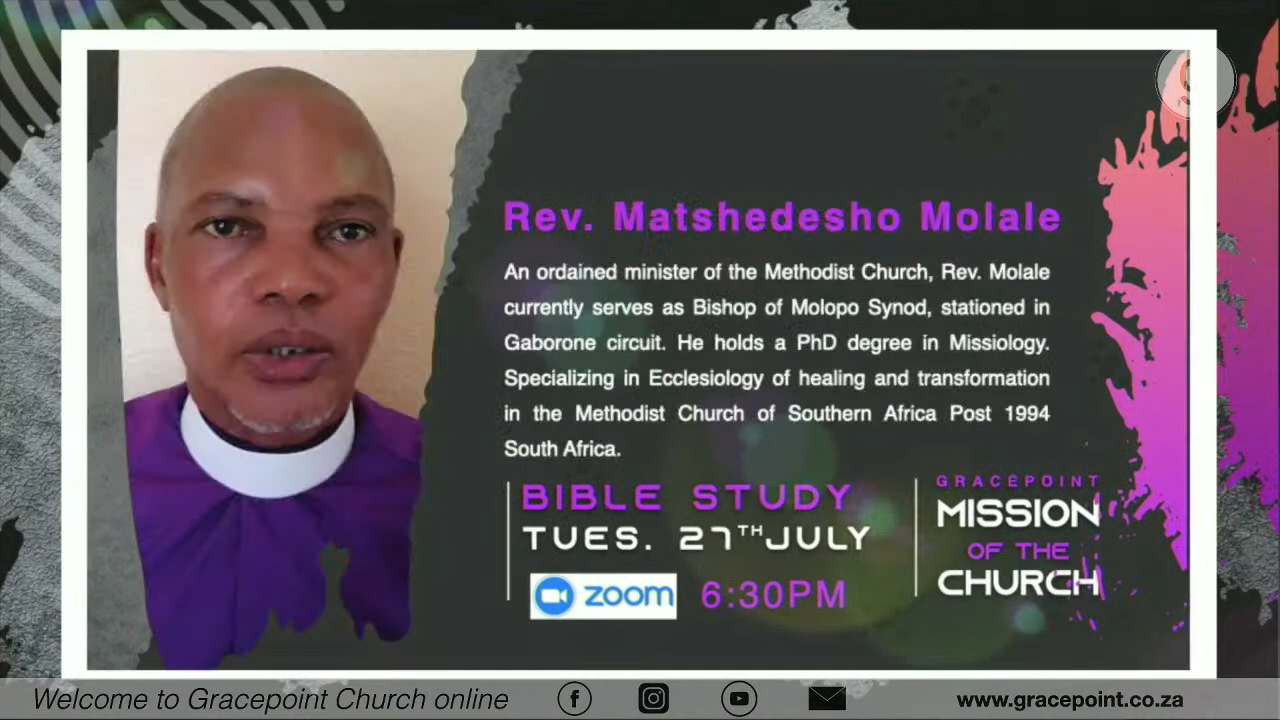 g
Rev. Matshedesho Molale
An ordained minister of the Methodist Church, Rev. Molale
currently serves as Bishop of Molopo Synod, stationed in
Gaborone circuit. He holds a PhD degree in Missiology.
Specializing in Ecclesiology of healing and transformation
in the Methodist Church of Southern Africa Post 1994
South Africa.
BIBLE STUDY
TUES. 27TH JULY
zoom 6:30PM
GRACEPOINT
MISSION
OF THE
CHURCH
Welcome to Gracepoint Church online
www.gracepoint.co.za